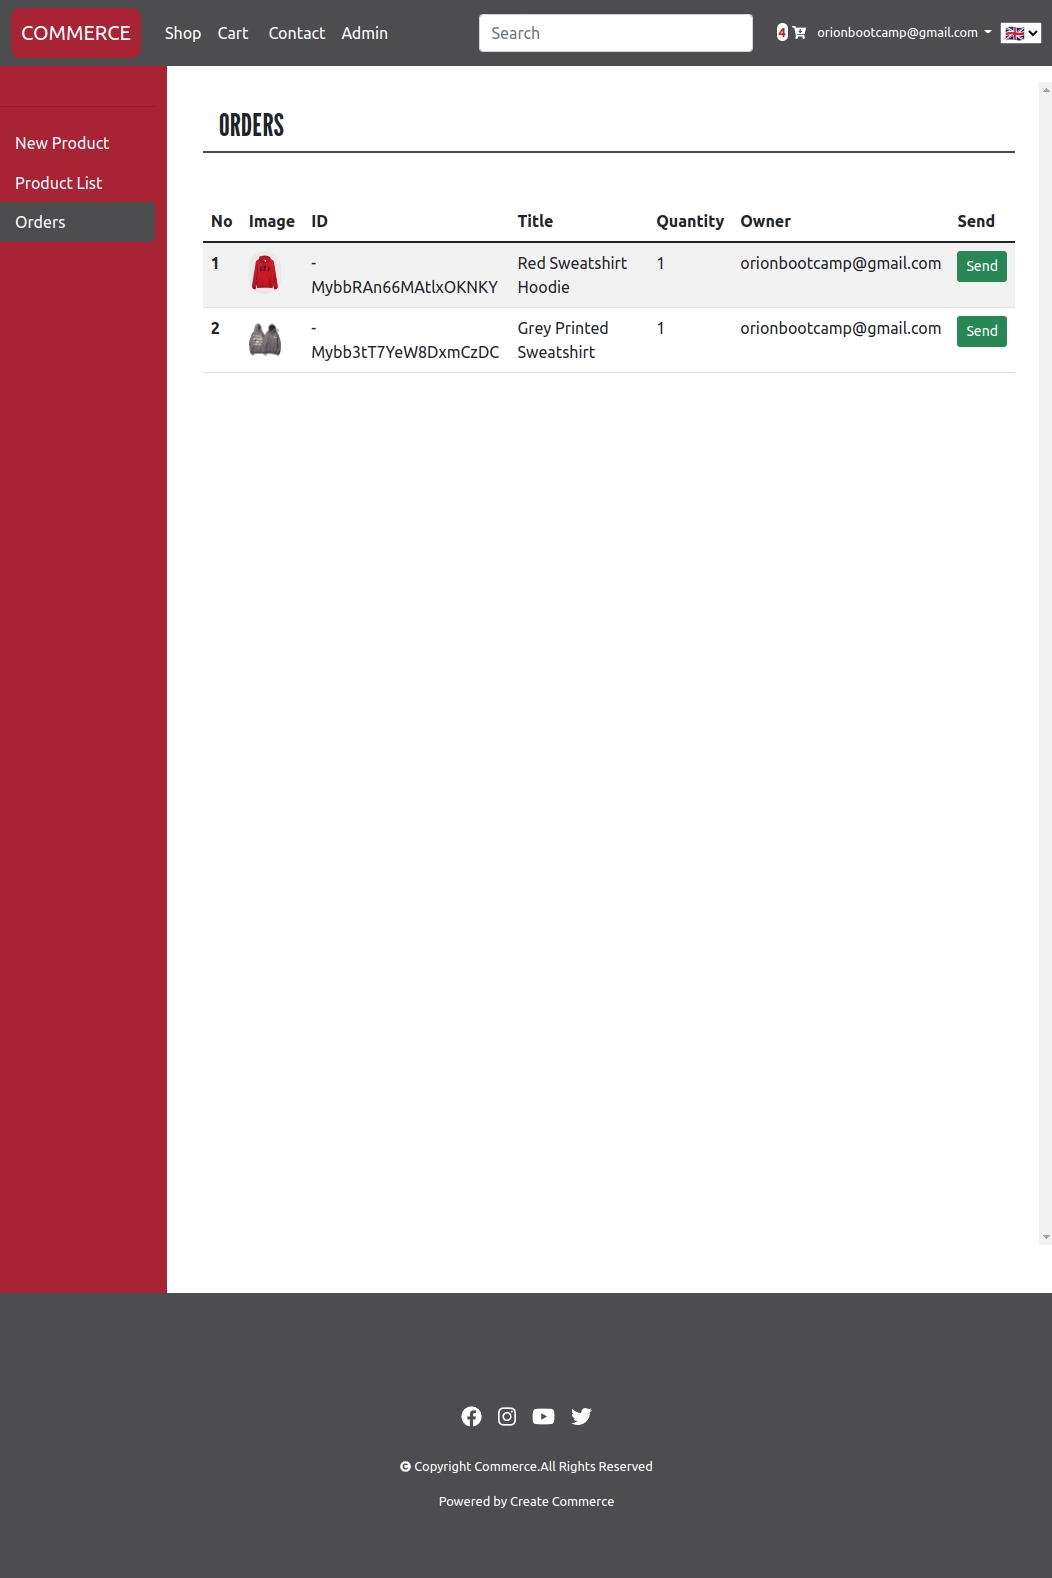 COMMERCE Shop Cart Contact Admin Search 4 orionbootcamp@gmail.com
New Product
Product List
Orders
ORDERS
No Image ID Title Quantity Owner Send
1 - Red Sweatshirt 1 orionbootcamp@gmail.com Send
MybbRAn66MAtlxOKNKY Hoodie
2 - Grey Printed 1 orionbootcamp@gmail.com Send
Mybb3tT7YeW8DxmCzDC Sweatshirt
Copyright Commerce.All Rights Reserved
Powered by Create Commerce